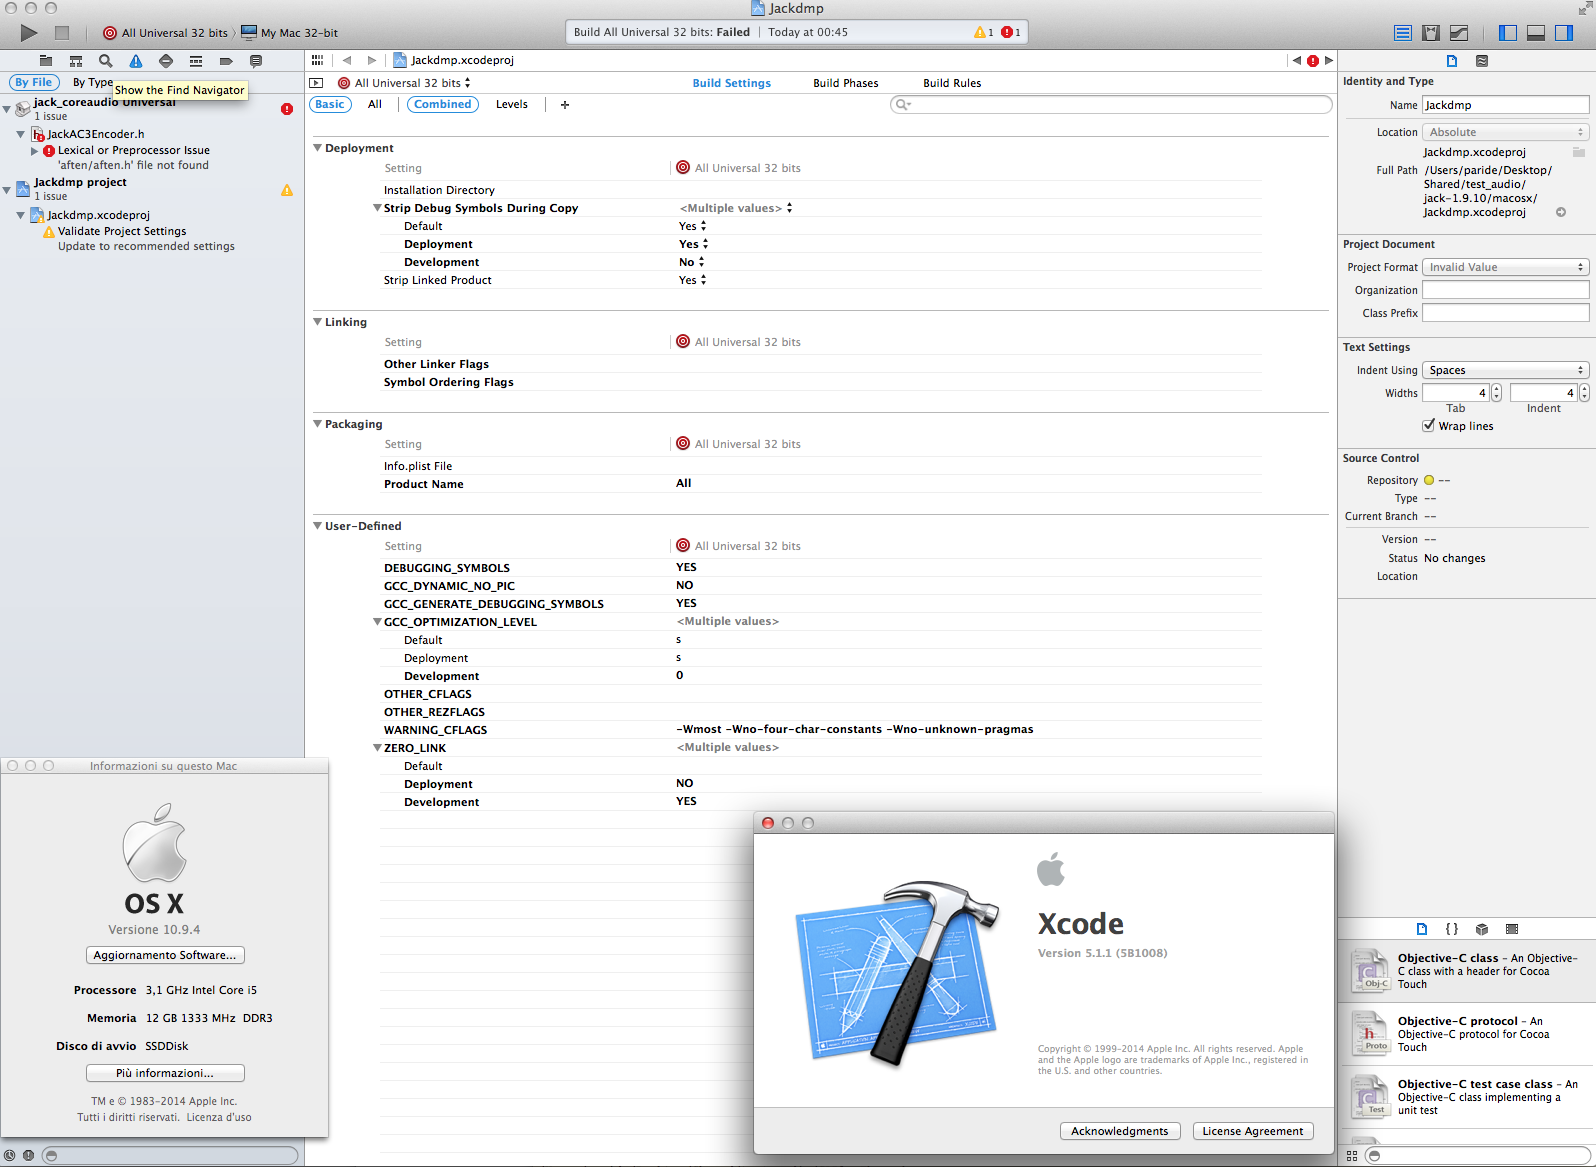 Jackdmp
All Universal 32 bits
My Mac 32-bit
Build All Universal 32 bits: Failed | Today at 00:45
1
1
Jackdmp.xcodeproj
By File
By Type
Show the Find Navigator
jack_coreaudio Universal
1 issue
JackAC3Encoder.h
Lexical or Preprocessor Issue
'aften/aften.h' file not found
Jackdmp project
1 issue
Jackdmp.xcodeproj
Validate Project Settings
Update to recommended settings
All Universal 32 bits
Build Settings
Build Phases
Build Rules
Basic
All
Combined
Levels
+
Deployment
Setting
All Universal 32 bits
Installation Directory
Strip Debug Symbols During Copy
<Multiple values>
Default
Yes
Deployment
Yes
Development
No
Strip Linked Product
Yes
Linking
Setting
All Universal 32 bits
Other Linker Flags
Symbol Ordering Flags
Packaging
Setting
All Universal 32 bits
Info.plist File
Product Name
All
User-Defined
Setting
All Universal 32 bits
DEBUGGING_SYMBOLS
YES
GCC_DYNAMIC_NO_PIC
NO
GCC_GENERATE_DEBUGGING_SYMBOLS
YES
GCC_OPTIMIZATION_LEVEL
<Multiple values>
Default
s
Deployment
s
Development
0
OTHER_CFLAGS
OTHER_REZFLAGS
WARNING_CFLAGS
-Wmost -Wno-four-char-constants -Wno-unknown-pragmas
ZERO_LINK
<Multiple values>
Default
Deployment
NO
Development
YES
Identity and Type
Name
Jackdmp
Location
Absolute
Jackdmp.xcodeproj
Full Path
/Users/paride/Desktop/
Shared/test_audio/
jack-1.9.10/macosx/
Jackdmp.xcodeproj
Project Document
Project Format
Invalid Value
Organization
Class Prefix
Text Settings
Indent Using
Spaces
Widths
4
4
Tab
Indent
Wrap lines
Source Control
Repository
--
Type
--
Current Branch
--
Version
--
Status
No changes
Location
{ }
Obj-C
Objective-C class - An Objective-
C class with a header for Cocoa
Touch
Proto
Objective-C protocol - An
Objective-C protocol for Cocoa
Touch
Test
Objective-C test case class - An
Objective-C class implementing a
unit test
Informazioni su questo Mac
OS X
Versione 10.9.4
Aggiornamento Software...
Processore 3,1 GHz Intel Core i5
Memoria 12 GB 1333 MHz DDR3
Disco di avvio SSDDisk
Più informazioni...
TM e © 1983-2014 Apple Inc.
Tutti i diritti riservati. Licenza d'uso
Xcode
Version 5.1.1 (5B1008)
Copyright © 1999-2014 Apple Inc. All rights reserved. Apple
and the Apple logo are trademarks of Apple Inc., registered in
the U.S. and other countries.
Acknowledgments
License Agreement